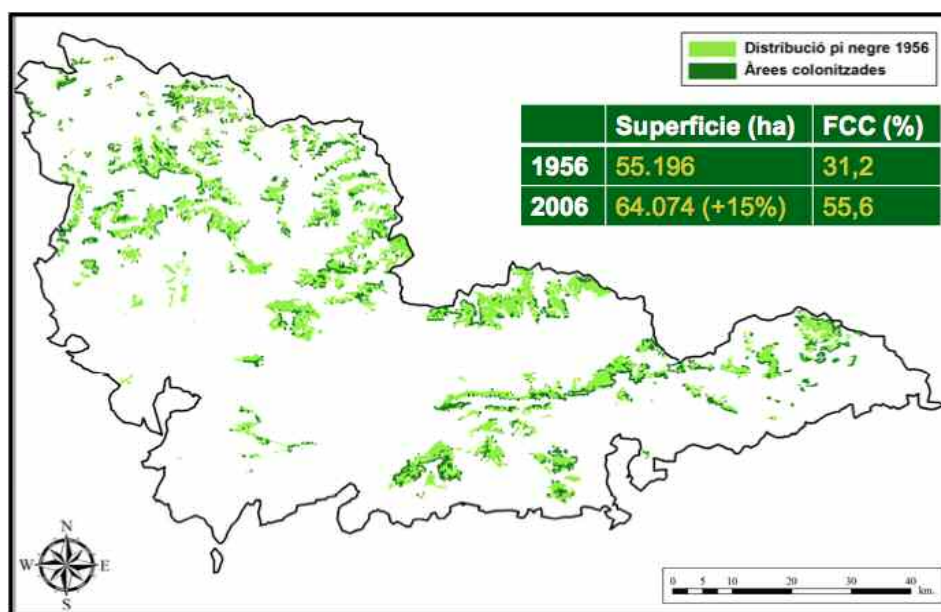 Distribució pi negre 1956
Àrees colonitzades
Superficie (ha) FCC (%)
1956 55.196 31,2
2006 64.074 (+15%) 55,6
N
W E
S
0 5 10 20 30 40
km.